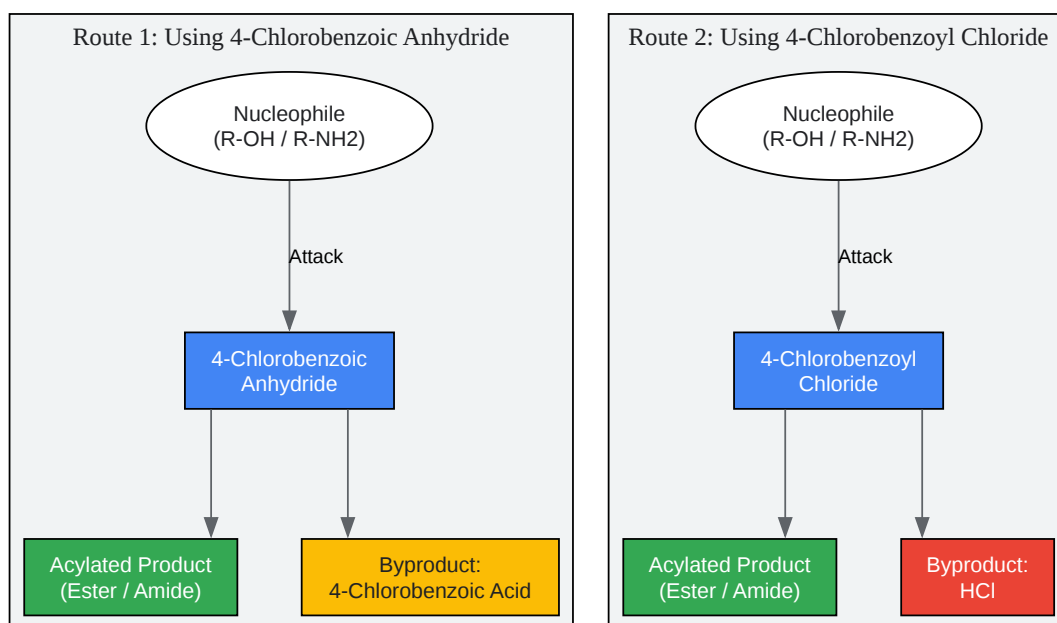 Route 1: Using 4-Chlorobenzoic Anhydride
Nucleophile
(R-OH / R-NH2)
Attack
4-Chlorobenzoic
Anhydride
Acylated Product
(Ester / Amide)
Byproduct:
4-Chlorobenzoic Acid
Route 2: Using 4-Chlorobenzoyl Chloride
Nucleophile
(R-OH / R-NH2)
Attack
4-Chlorobenzoyl
Chloride
Acylated Product
(Ester / Amide)
Byproduct:
HCl